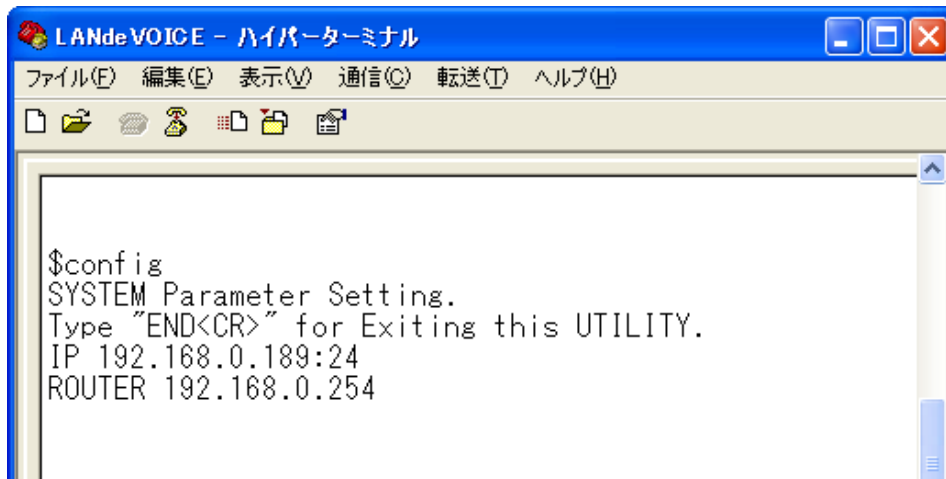 LANdeVOICE - ハイパーターミナル
ファイル(F) 編集(E) 表示(V) 通信(C) 転送(T) ヘルプ(H)
$config
SYSTEM Parameter Setting.
Type "END<CR>" for Exiting this UTILITY.
IP 192.168.0.189:24
ROUTER 192.168.0.254